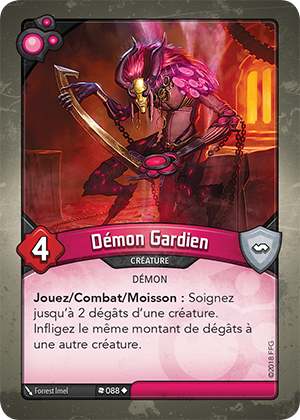 Démon Gardien
4
CRÉATURE
DÉMON
Jouez/Combat/Moisson : Soignez
jusqu'à 2 dégâts d'une créature.
Infligez le même montant de dégâts à
une autre créature.
©2018 FFG
Forrest Imel
088